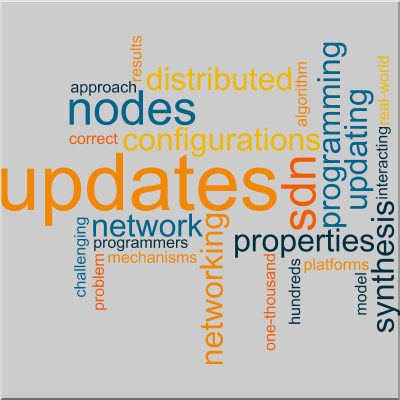 results
approach
distributed
algorithm
programming
real-world
nodes
updating
correct
configurations
interacting
updates
sdn
synthesis
challenging
network
networking
programmers
properties
problem
mechanisms
one-thousand
hundreds
platforms
model